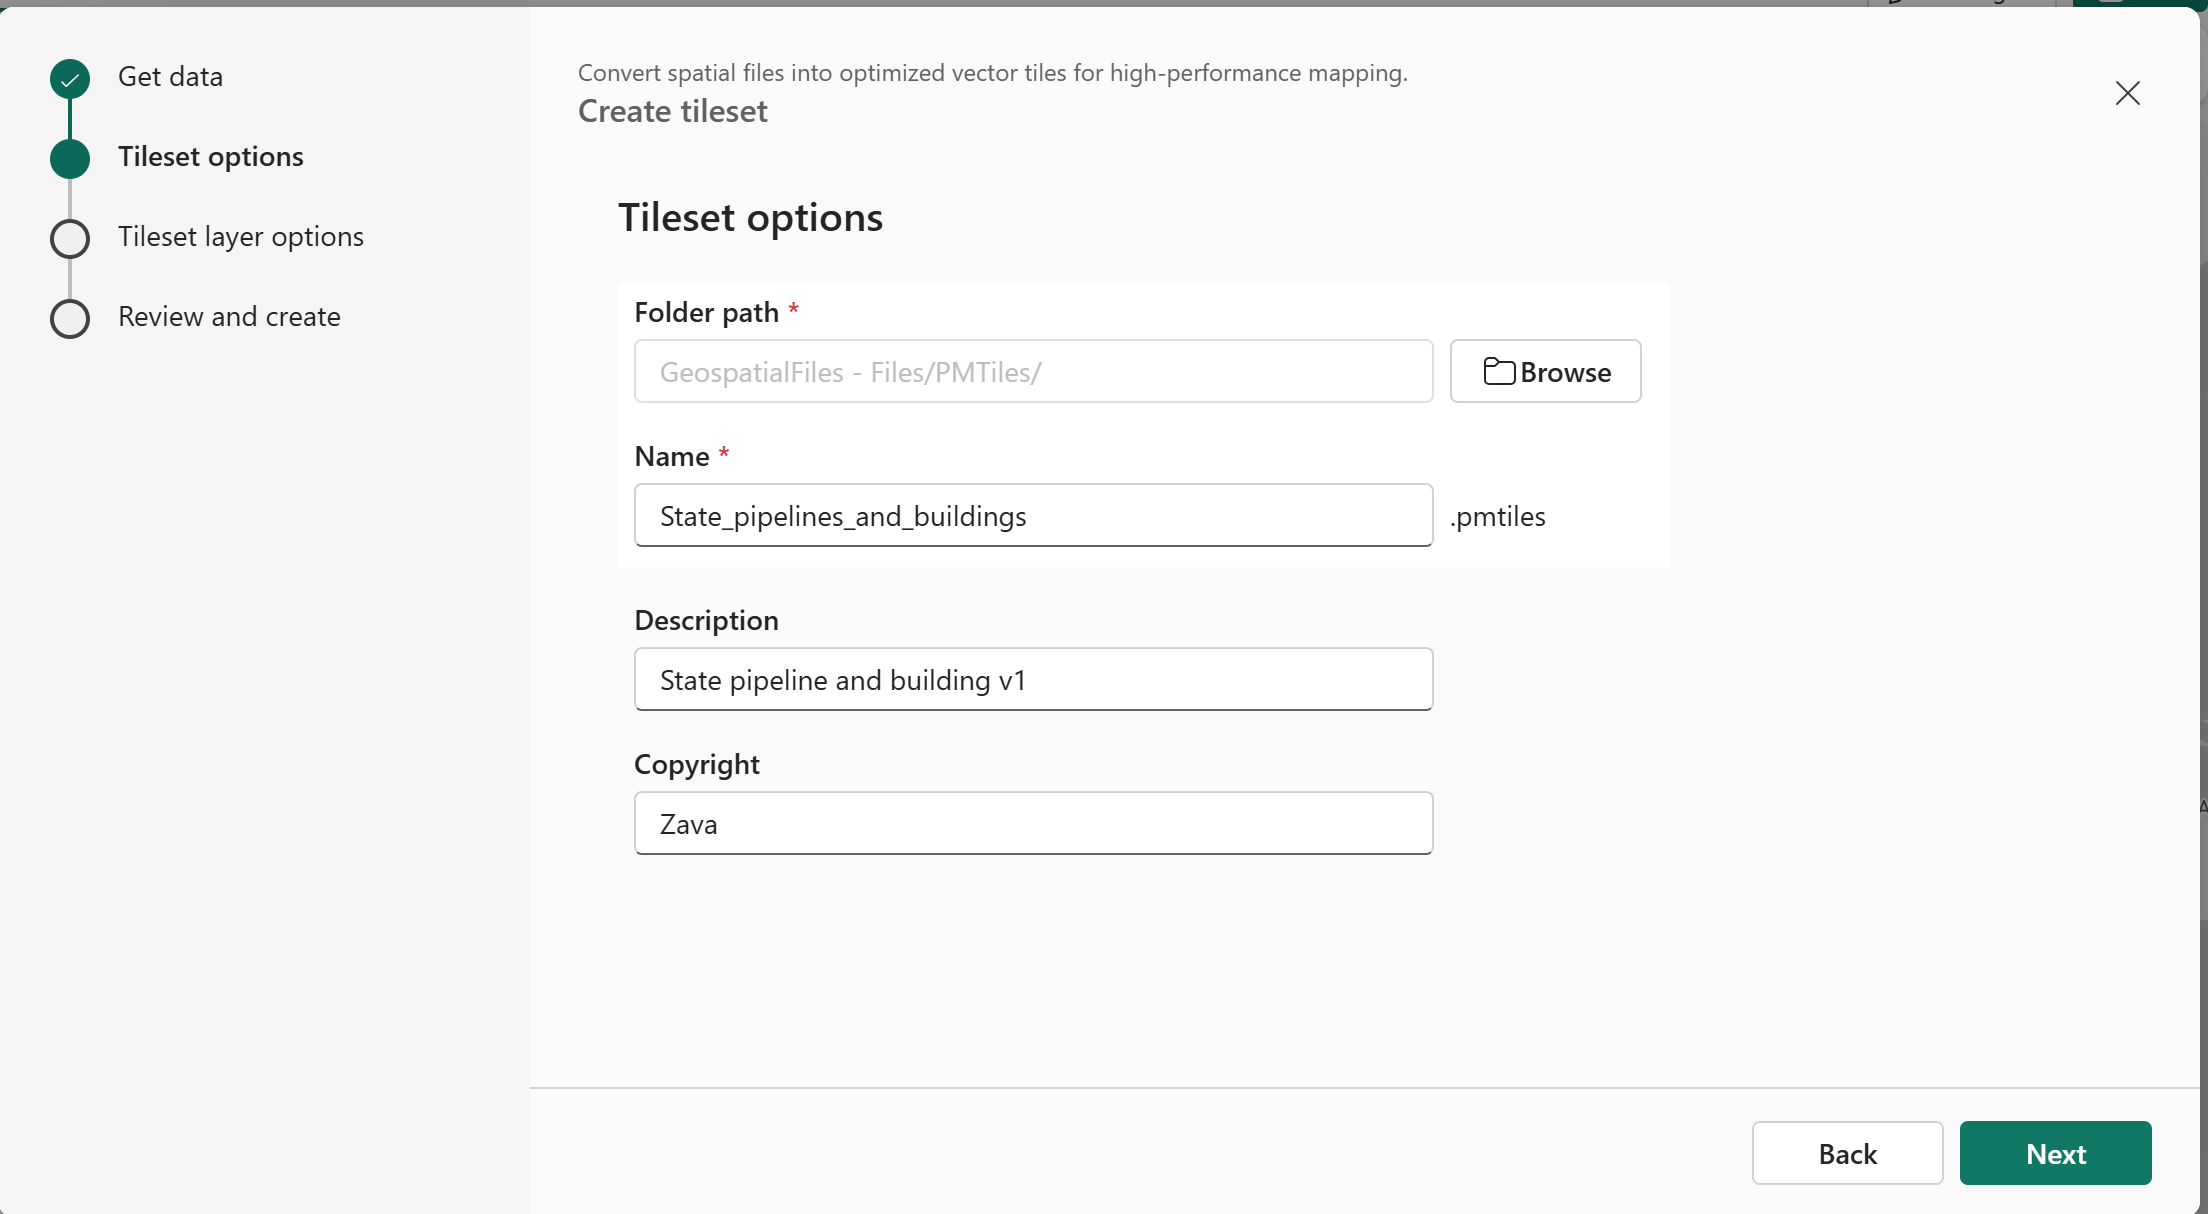 Get data
Tileset options
Tileset layer options
Review and create
Convert spatial files into optimized vector tiles for high-performance mapping.
Create tileset
Tileset options
Folder path *
GeospatialFiles - Files/PMTiles/
Browse
Name *
State_pipelines_and_buildings
.pmtiles
Description
State pipeline and building v1
Copyright
Zava
Back
Next